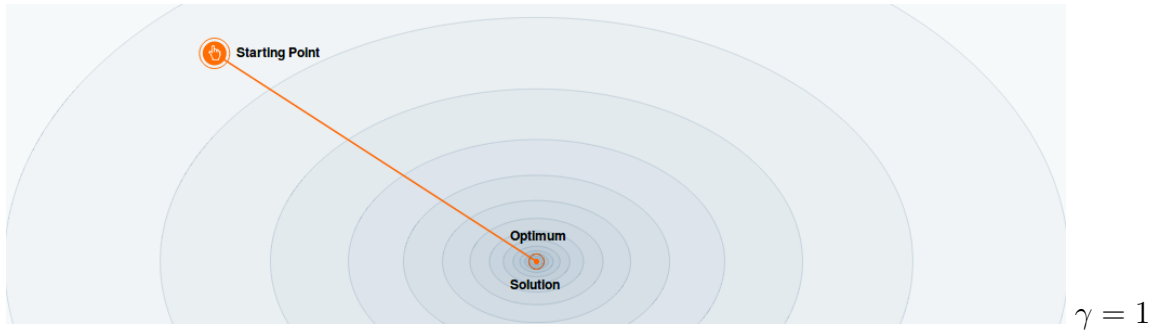 Starting Point
Optimum
Solution
γ = 1